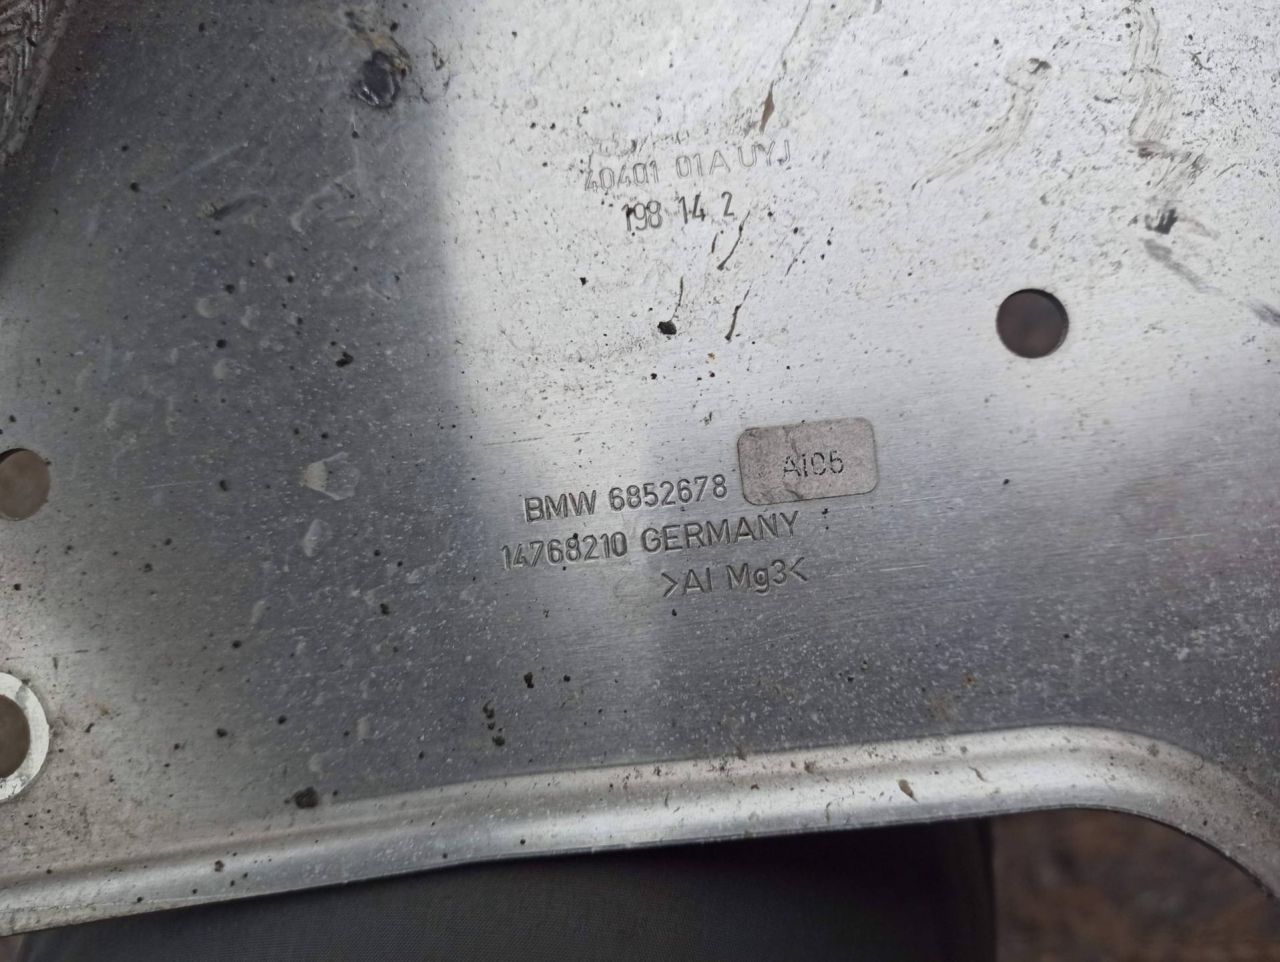 40401 01A UYJ
198 14 2
BMW 6852678 Ai05
14768210 GERMANY
>Al Mg3<